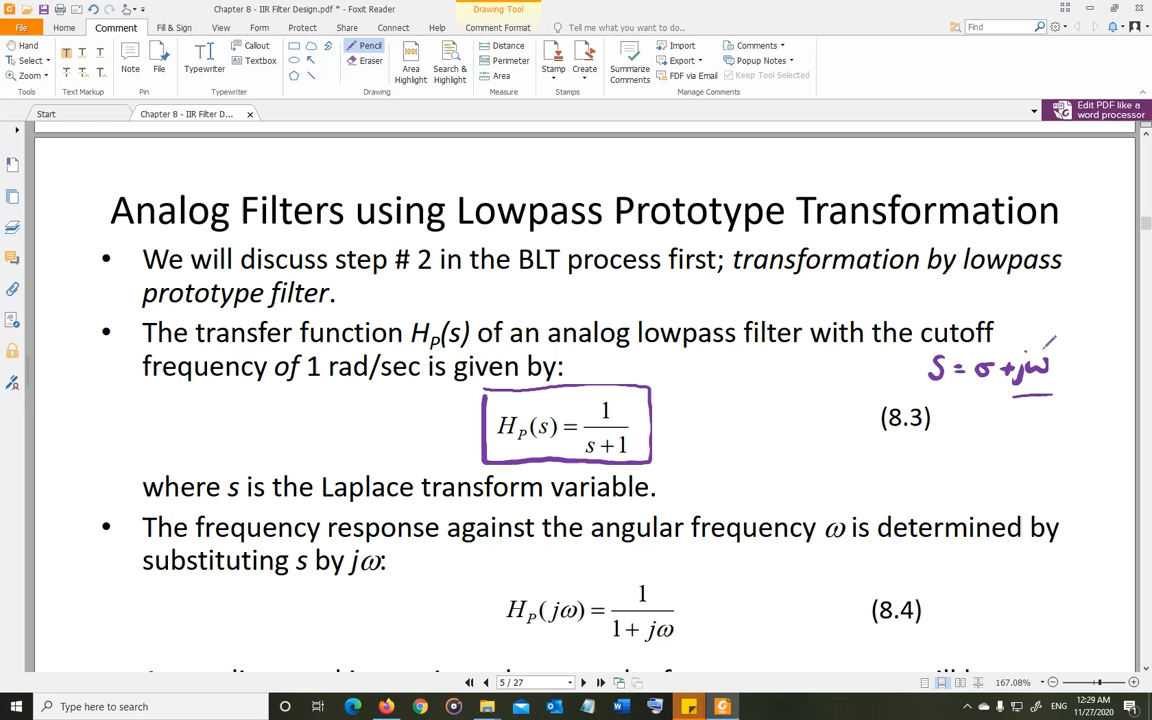 Chapter 8 - IIR Filter Design.pdf * - Foxit Reader
Drawing Tool
File Home Comment Fill & Sign View Form Protect Share Connect Help Comment Format Tell me what you want to do... Find
Hand
Select
Zoom
Tools
Text Markup
Note
File
Pin
Typewriter
Callout
Textbox
Typewriter
Pencil
Eraser
Drawing
Area Highlight
Search & Highlight
Distance
Perimeter
Area
Measure
Stamp
Create
Stamps
Summarize Comments
Import
Export
FDF via Email
Comments
Popup Notes
Keep Tool Selected
Manage Comments
Start
Chapter 8 - IIR Filter D...
Edit PDF like a word processor
Analog Filters using Lowpass Prototype Transformation
• We will discuss step # 2 in the BLT process first; transformation by lowpass
prototype filter.
• The transfer function H_P(s) of an analog lowpass filter with the cutoff
frequency of 1 rad/sec is given by:
S = σ + jω
H_P(s) = 1/(s+1) (8.3)
where s is the Laplace transform variable.
• The frequency response against the angular frequency ω is determined by
substituting s by jω:
H_P(jω) = 1/(1+ jω) (8.4)
5 / 27
167.08%
Type here to search
ENG
12:29 AM
11/27/2020